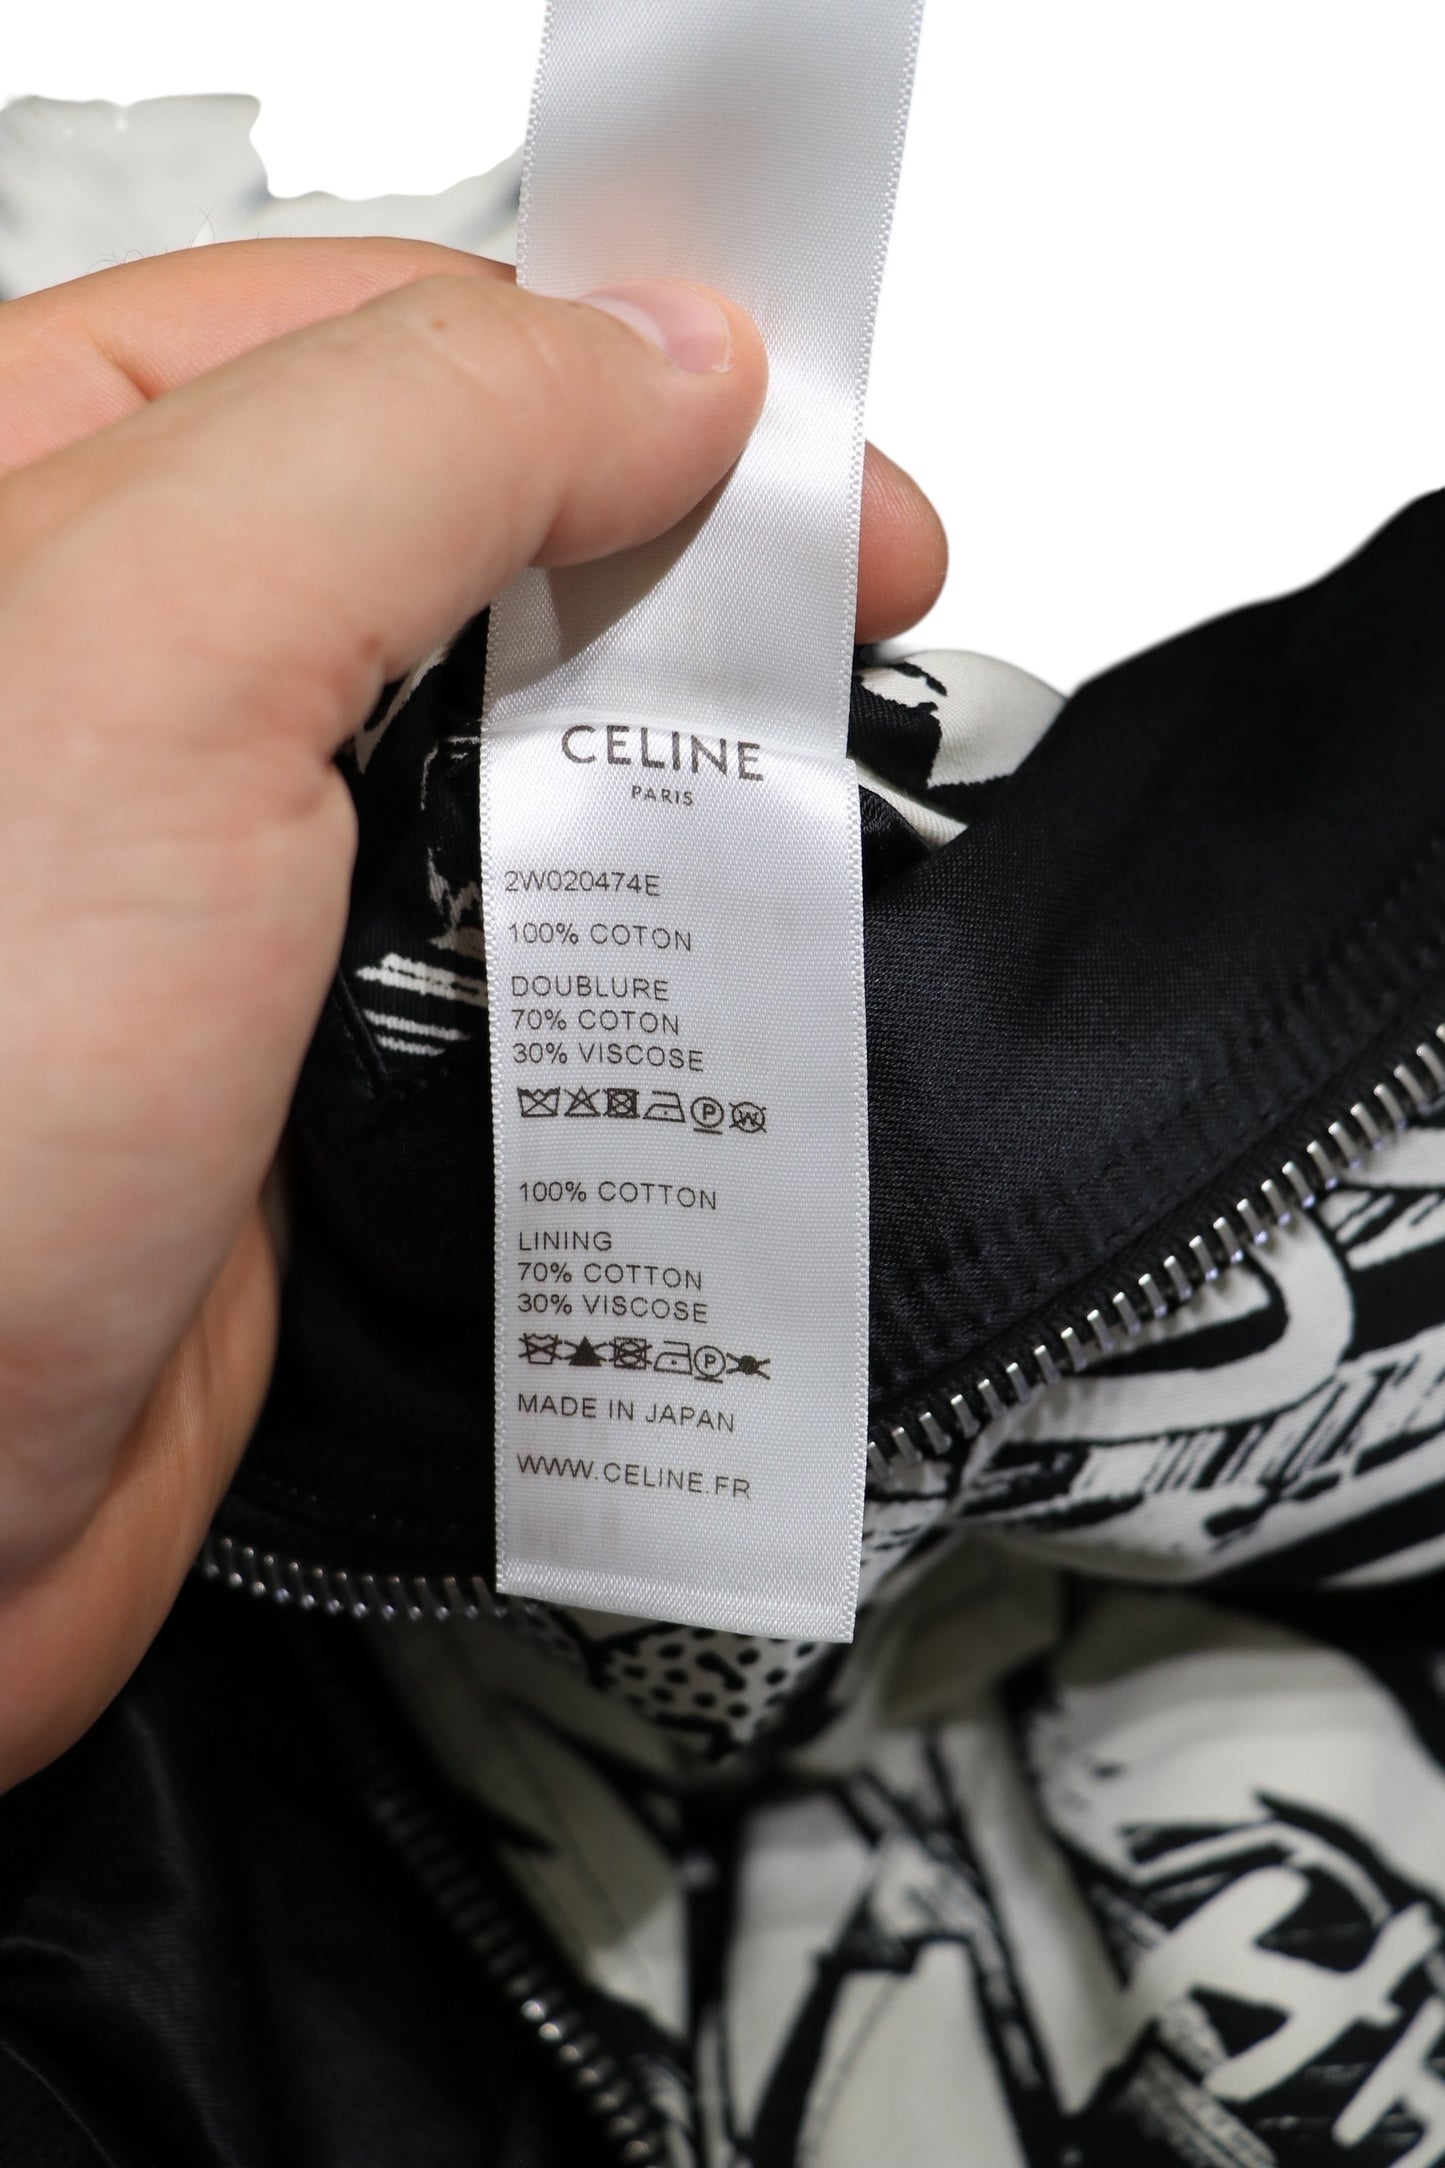 CELINE
PARIS
2W020474E
100% COTON
DOUBLURE
70% COTON
30% VISCOSE
P W
100% COTTON
LINING
70% COTTON
30% VISCOSE
P
MADE IN JAPAN
WWW.CELINE.FR